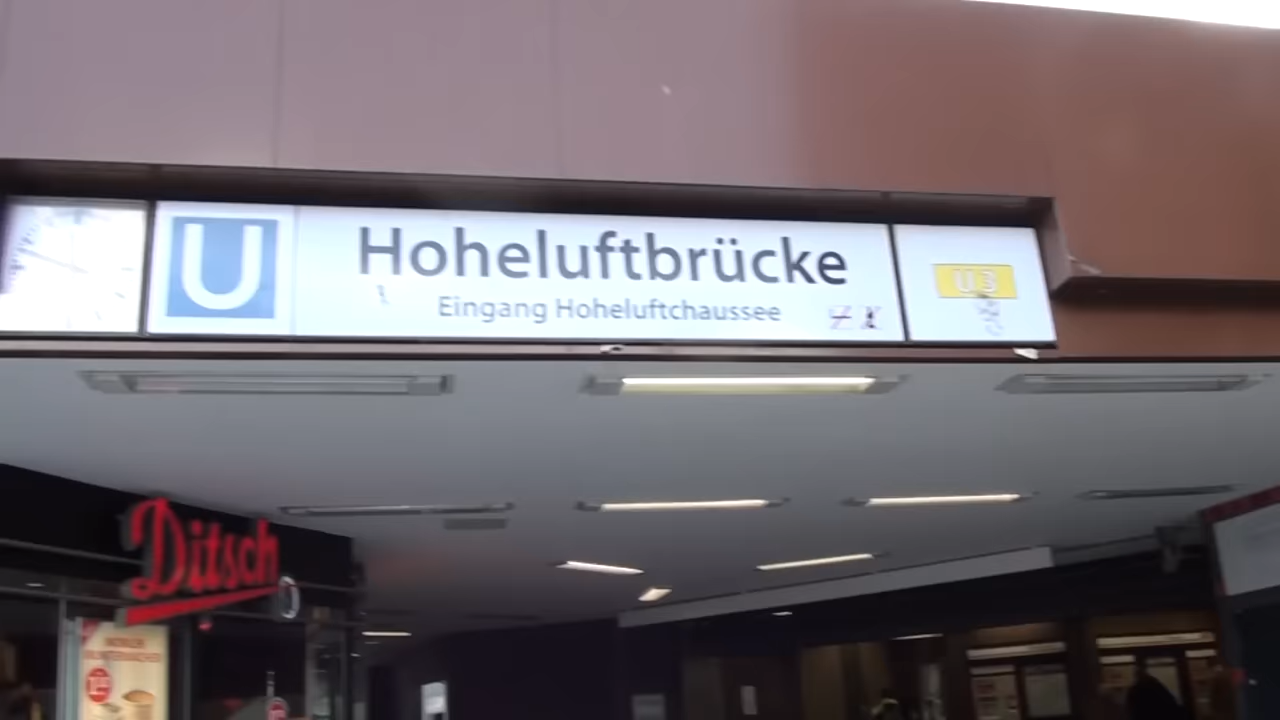 U
Hoheluftbrücke
Eingang Hoheluftchaussee
U3
Ditsch